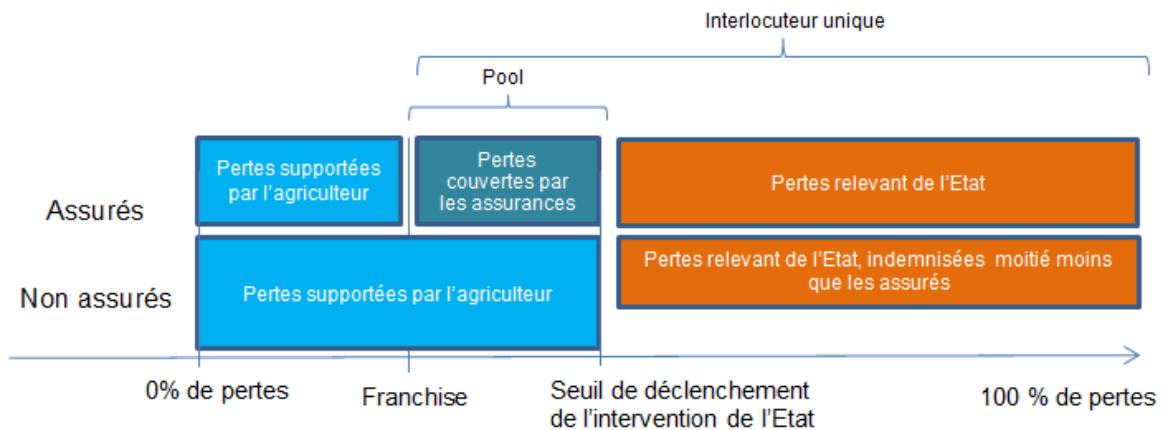 Interlocuteur unique
Pool
Assurés
Pertes supportées
par l'agriculteur
Pertes
couvertes par
les assurances
Pertes relevant de l'Etat
Non assurés
Pertes supportées par l'agriculteur
Pertes relevant de l'Etat, indemnisées moitié moins
que les assurés
0% de pertes
Franchise
Seuil de déclenchement
de l'intervention de l'Etat
100 % de pertes